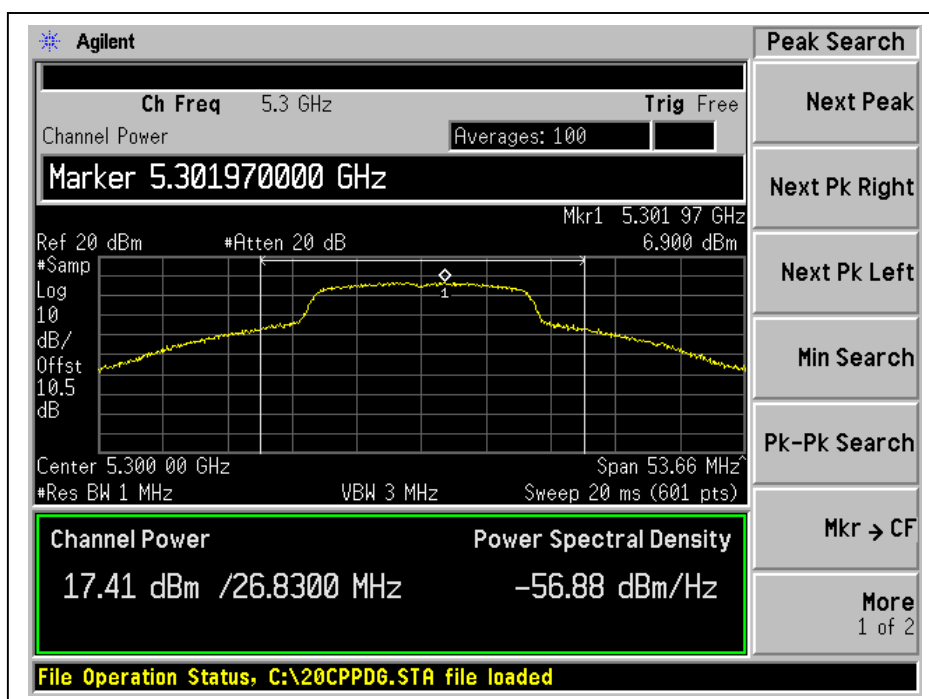 Agilent
Peak Search
Ch Freq 5.3 GHz Trig Free
Channel Power Averages: 100
Marker 5.301970000 GHz
Mkr1 5.301 97 GHz
Ref 20 dBm #Atten 20 dB 6.900 dBm
#Samp
Log
10
dB/
Offst
10.5
dB
1
Center 5.300 00 GHz Span 53.66 MHz^
#Res BW 1 MHz VBW 3 MHz Sweep 20 ms (601 pts)
Channel Power Power Spectral Density
17.41 dBm /26.8300 MHz -56.88 dBm/Hz
File Operation Status, C:\20CPPDG.STA file loaded
Next Peak
Next Pk Right
Next Pk Left
Min Search
Pk-Pk Search
Mkr → CF
More
1 of 2